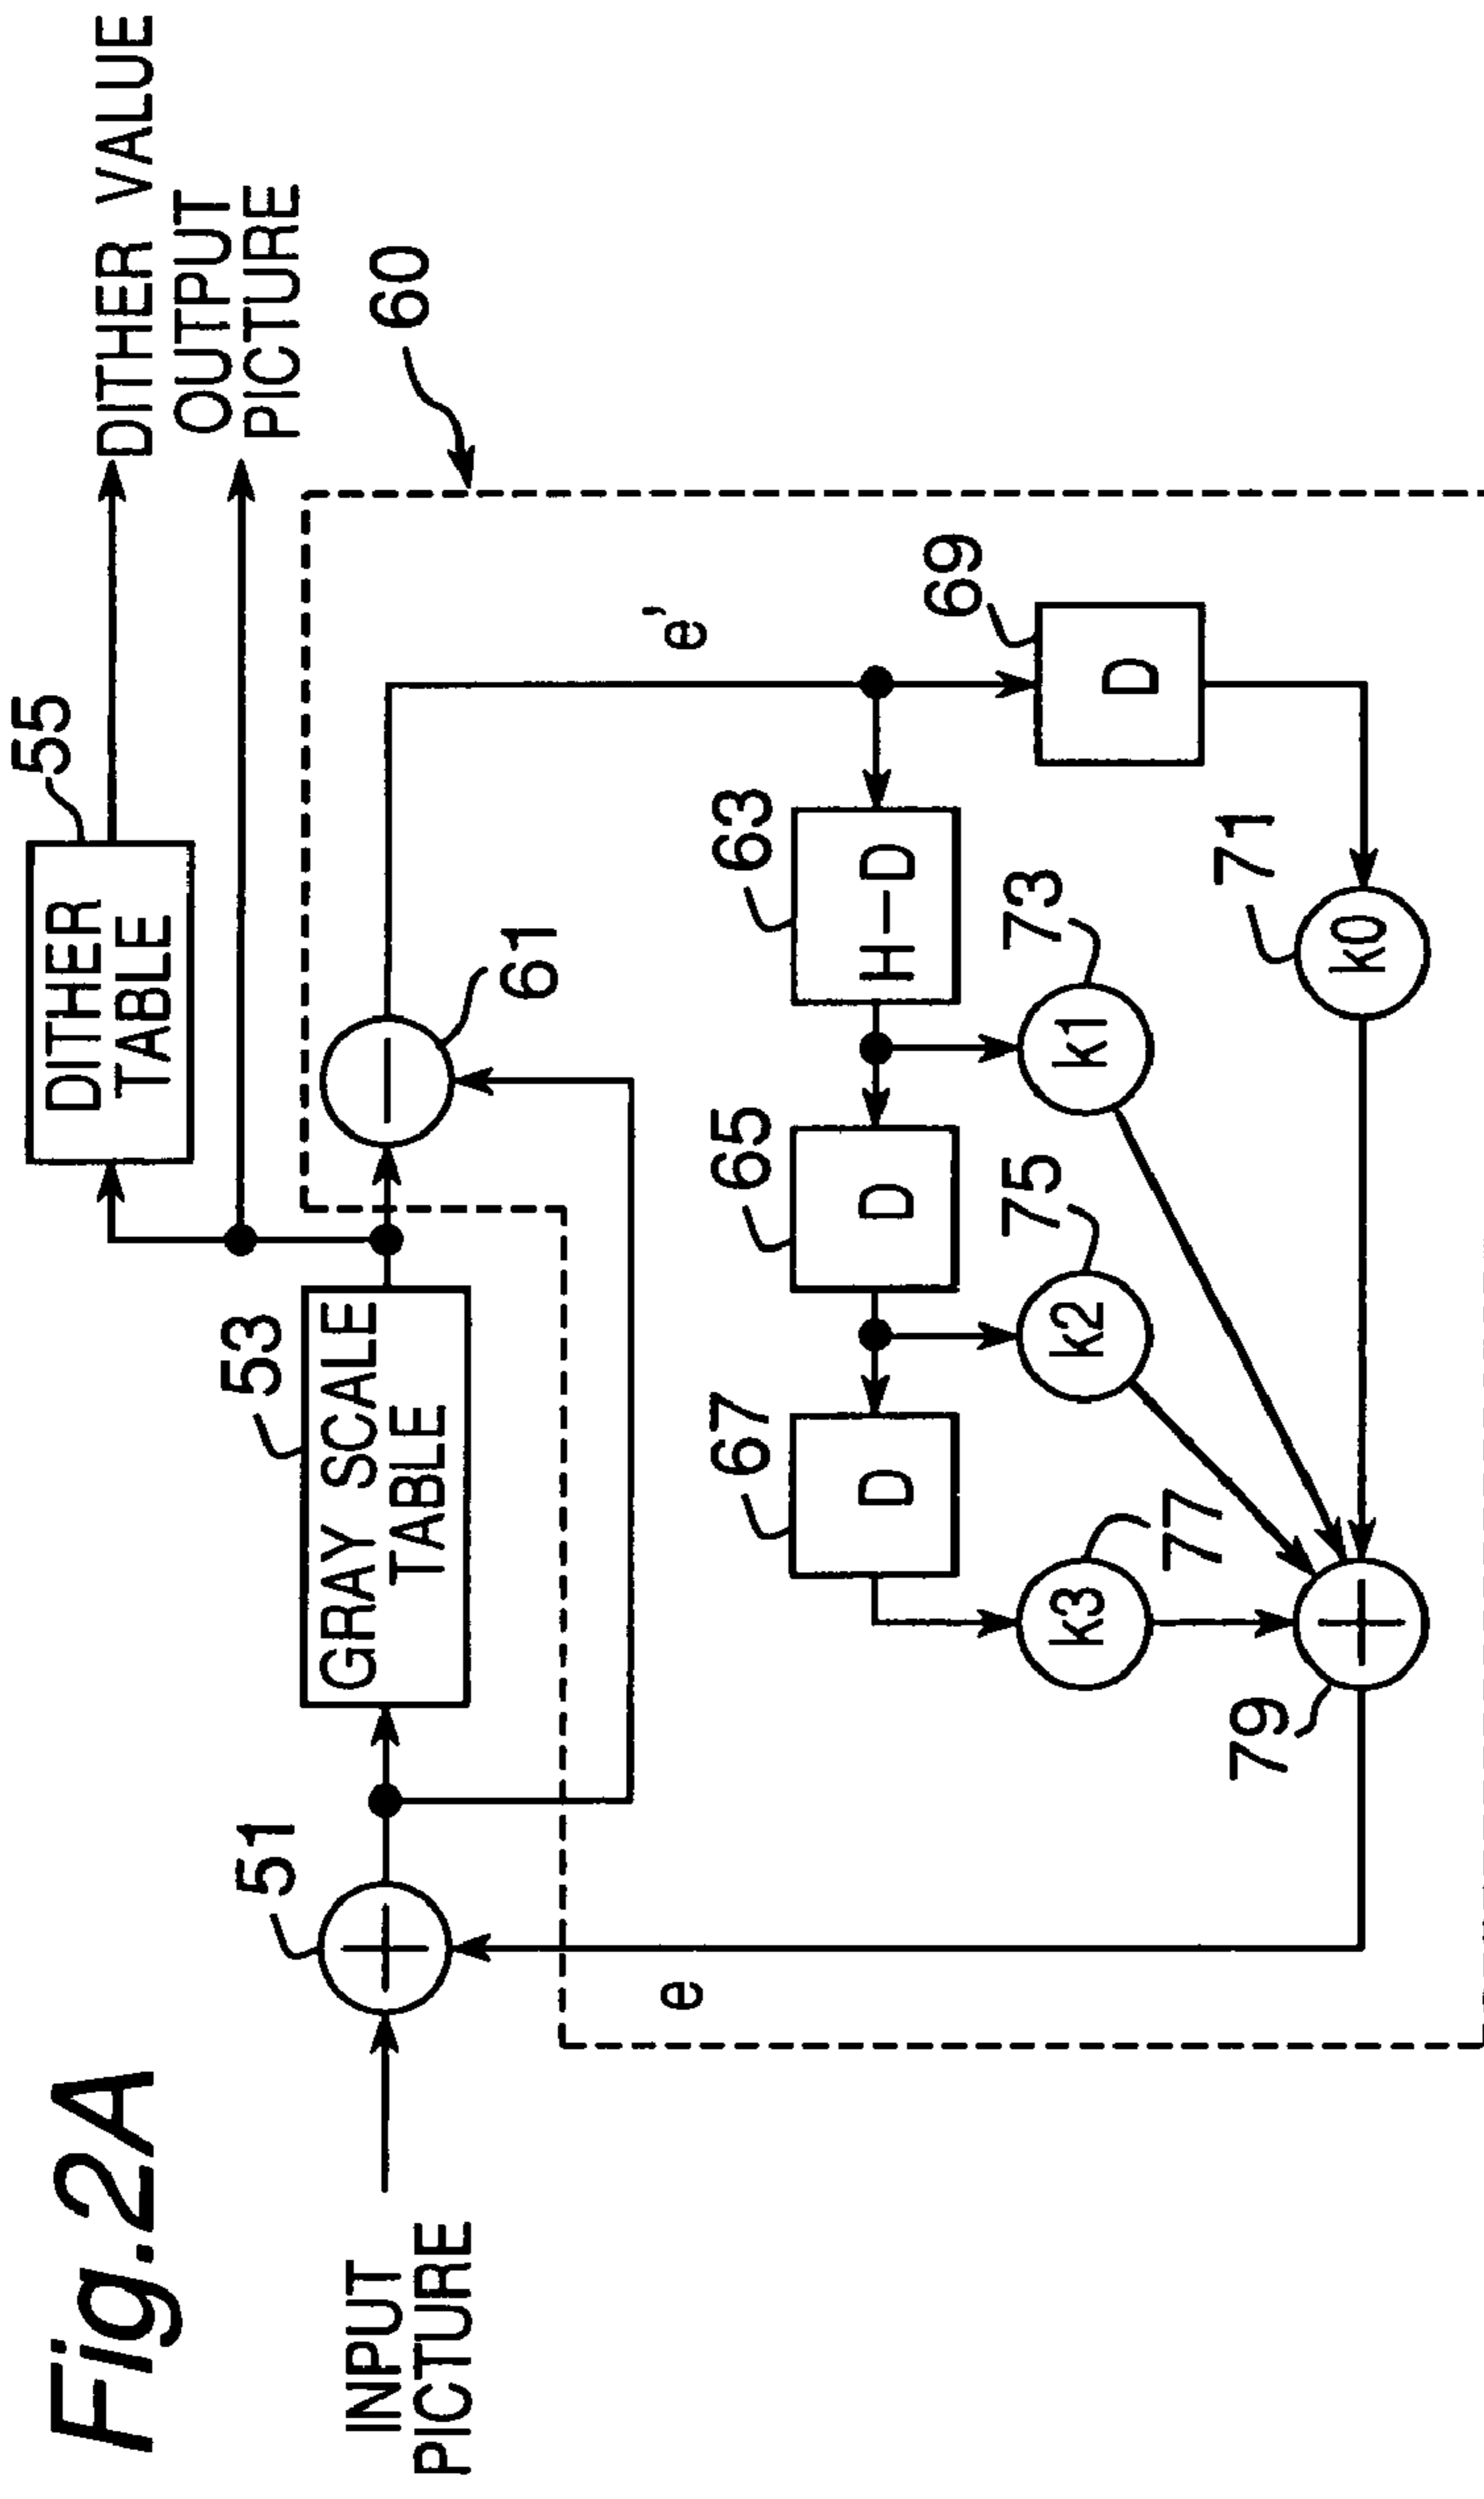 Fig.2A
DITHER VALUE
OUTPUT
PICTURE
55
DITHER
TABLE
53
GRAY SCALE
TABLE
51
INPUT
PICTURE
60
61
e'
e
63
H-D
65
D
67
D
69
D
73
k1
75
k2
77
k3
71
k0
79